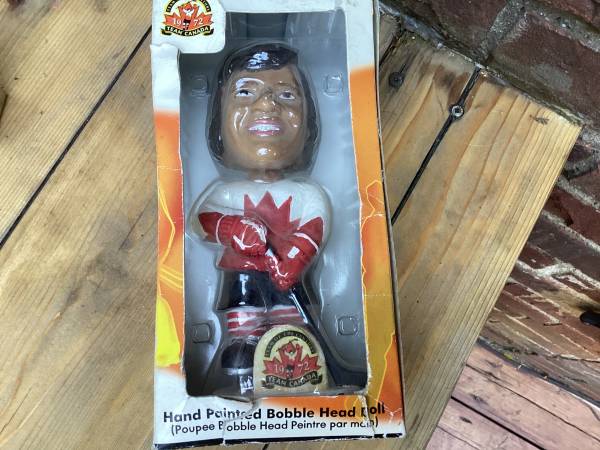 1972
TEAM CANADA
1972
TEAM CANADA
Hand Painted Bobble Head Doll
(Poupee Bobble Head Peintre par main)